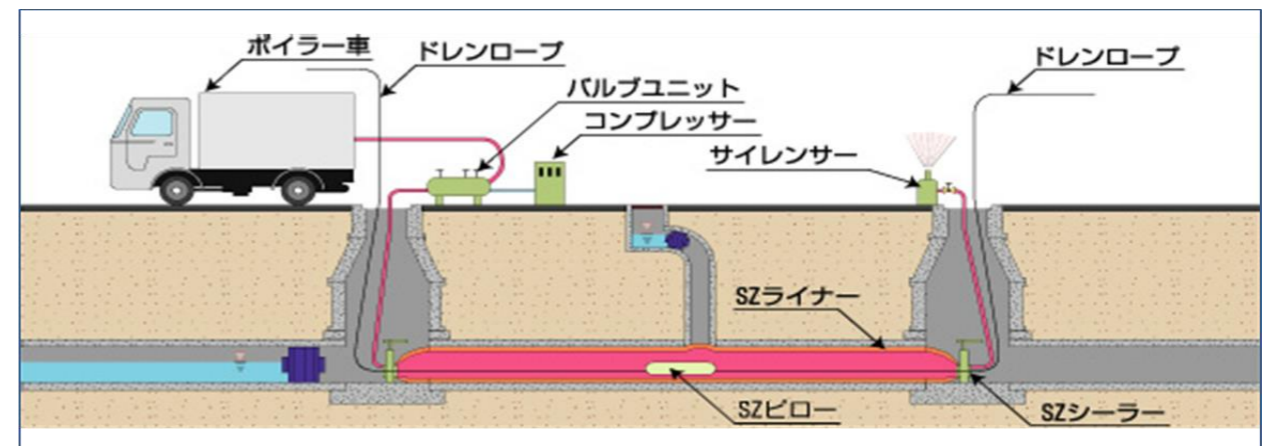 ボイラー車
ドレンロープ
バルブユニット
コンプレッサー
サイレンサー
ドレンロープ
SZライナー
SZピロー
SZシーラー